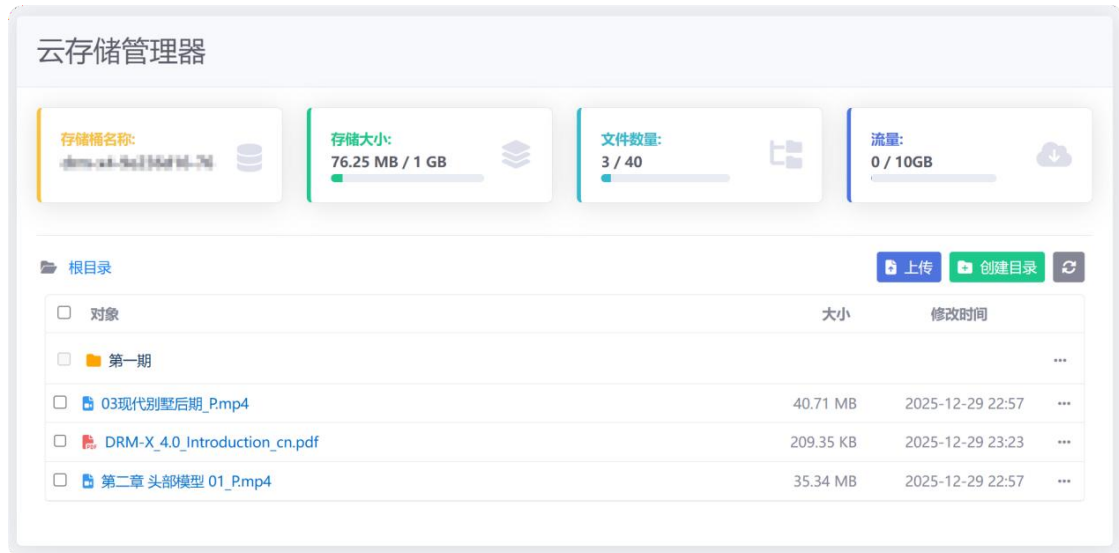 云存储管理器
存储桶名称:
存储大小:
76.25 MB / 1 GB
文件数量:
3 / 40
流量:
0 / 10GB
根目录
上传
创建目录
对象 大小 修改时间
第一期 ...
03现代别墅后期_P.mp4 40.71 MB 2025-12-29 22:57 ...
DRM-X_4.0_Introduction_cn.pdf 209.35 KB 2025-12-29 23:23 ...
第二章 头部模型 01_P.mp4 35.34 MB 2025-12-29 22:57 ...